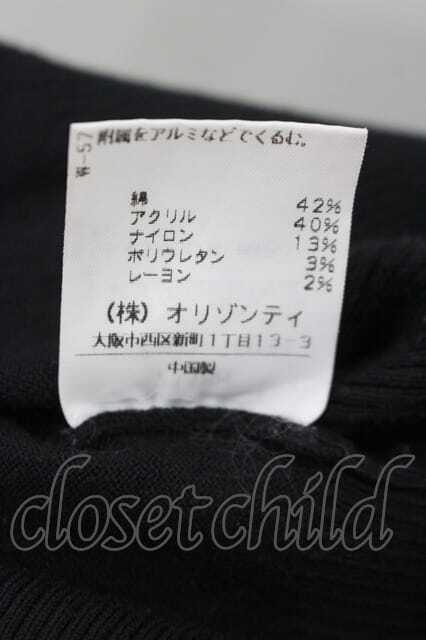 W-57
附属をアルミなどでくるむ。
綿 42%
アクリル 40%
ナイロン 13%
ポリウレタン 3%
レーヨン 2%
(株) オリゾンティ
大阪市西区新町1丁目13-3
中国製
closet child